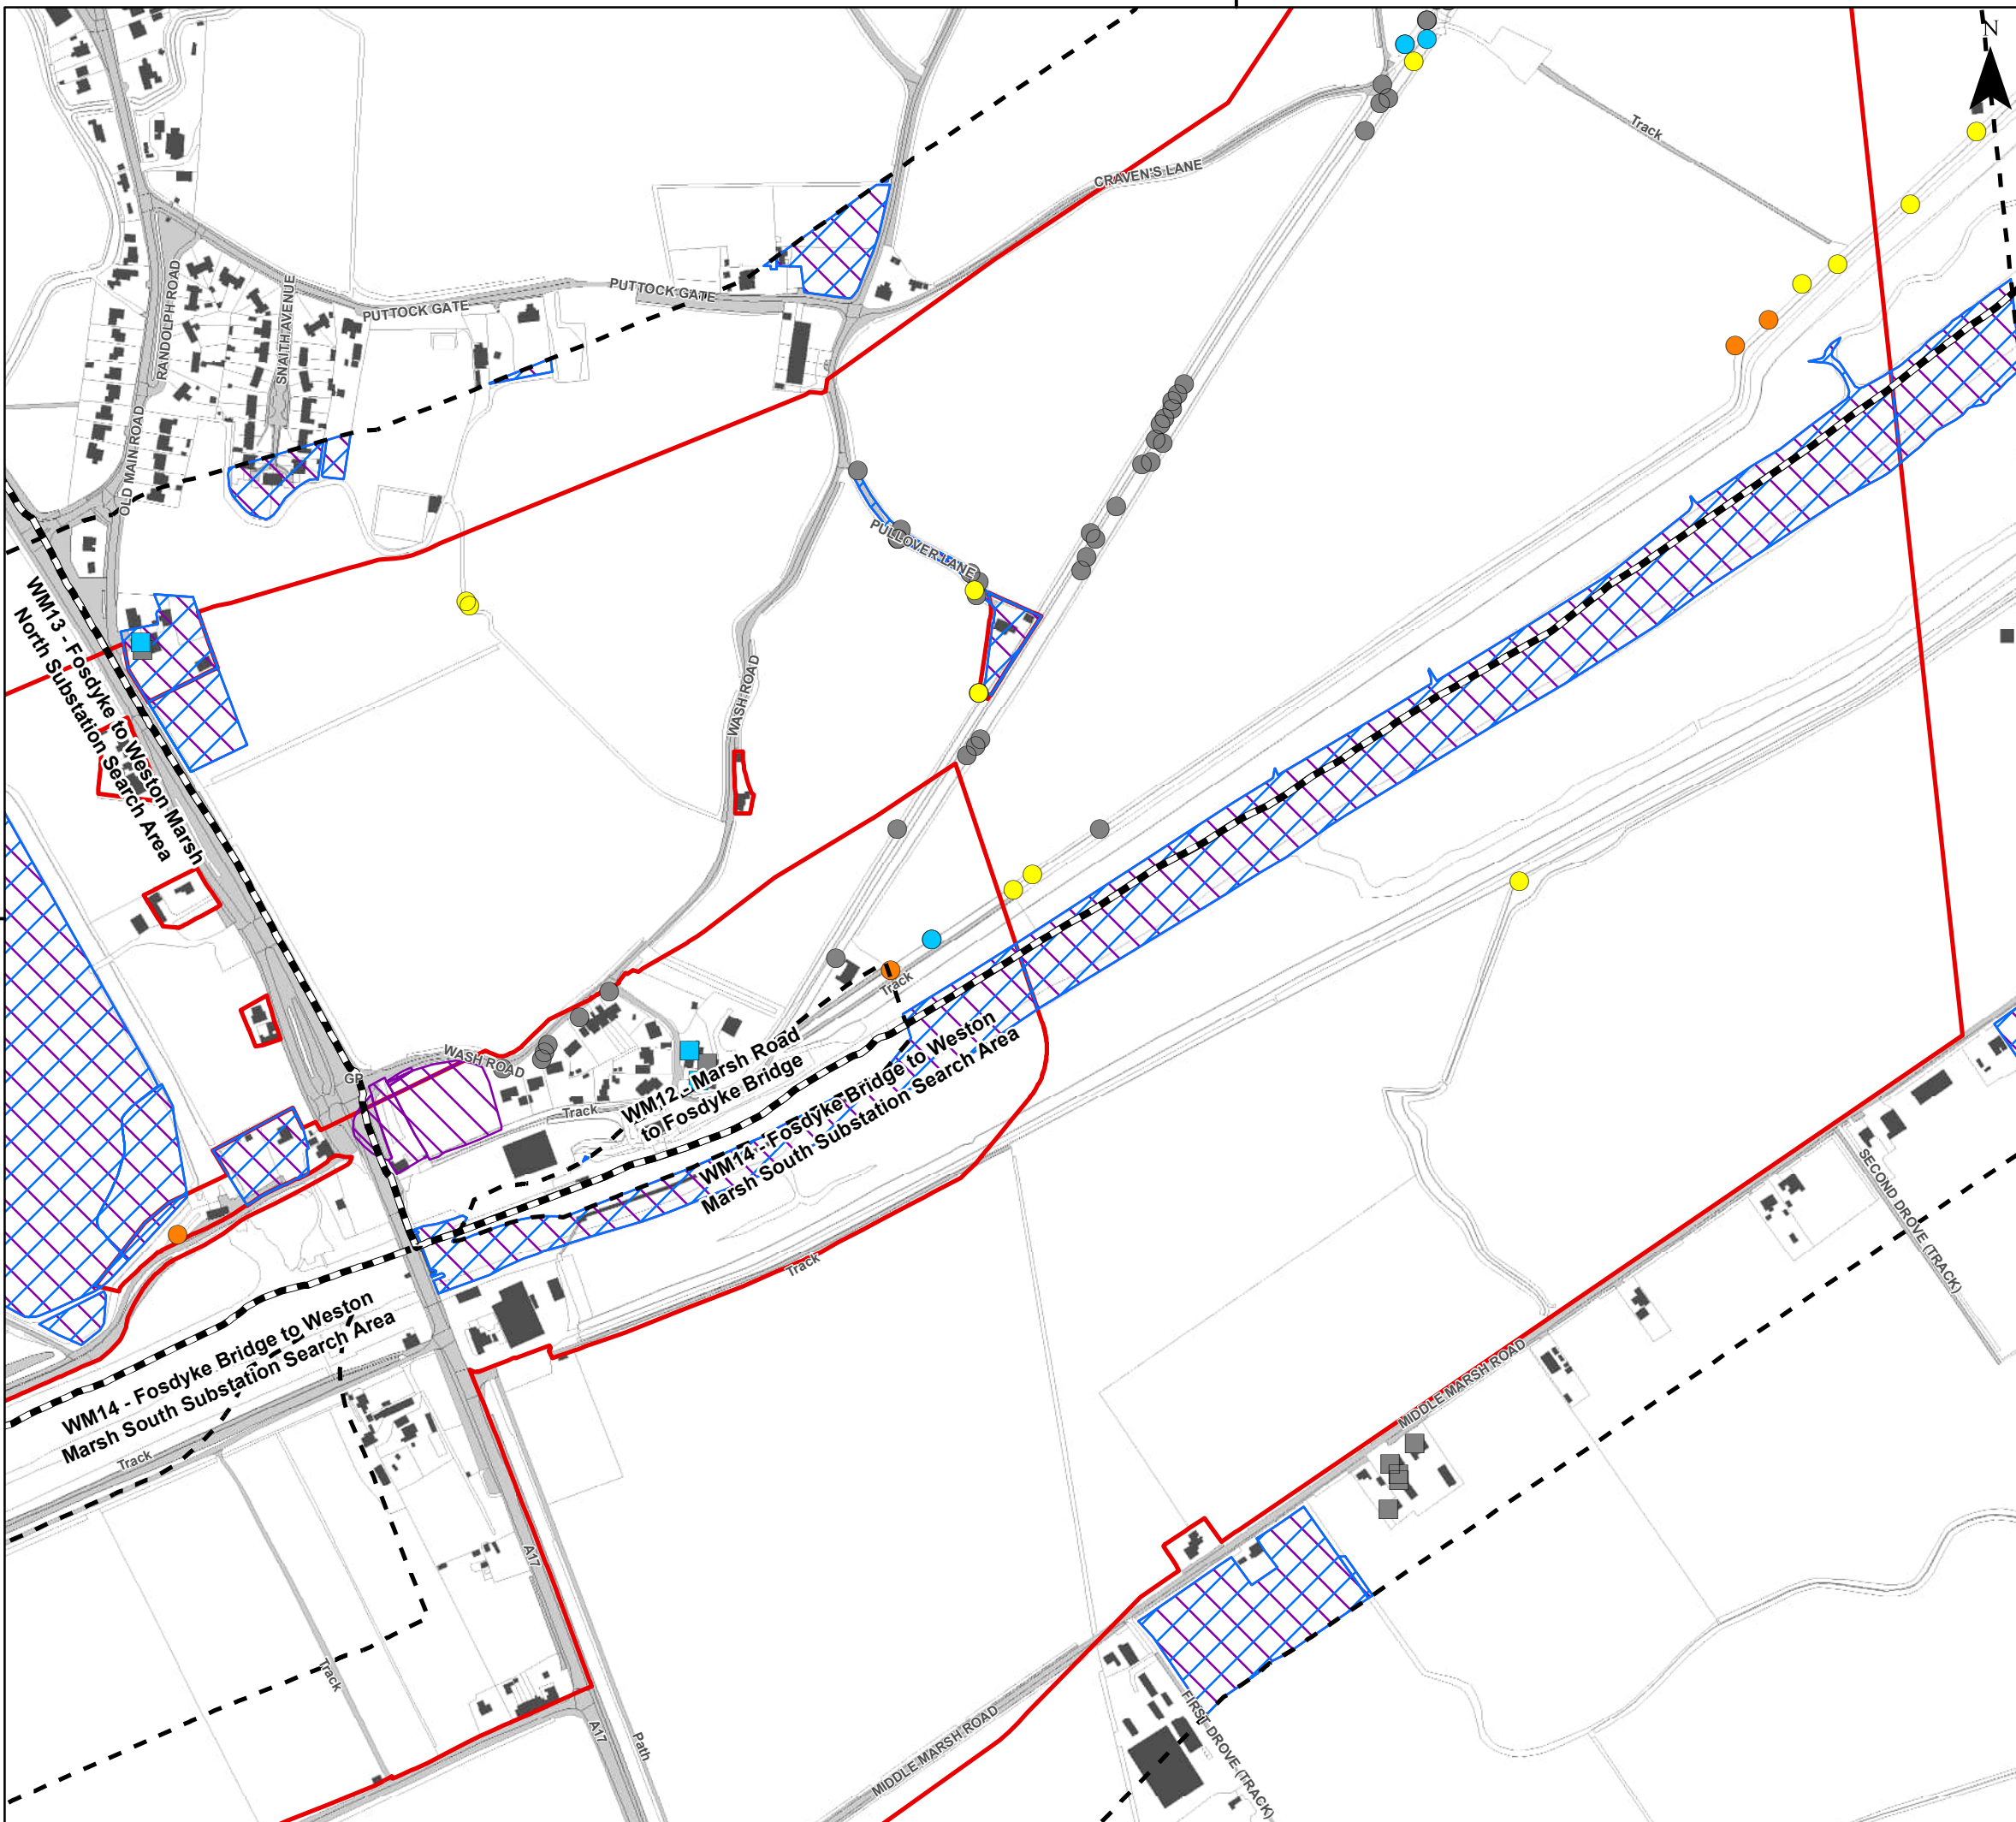 N
Track
CRAVEN'S LANE
PUTTOCK GATE
PUTTOCK GATE
RANDOLPH ROAD
SNAITH AVENUE
OLD MAIN ROAD
PULLOVER LANE
WM13 - Fosdyke to Weston Marsh
North Substation Search Area
WASH ROAD
Track
WASH ROAD
GP
Track
WM12 - Marsh Road
to Fosdyke Bridge
WM14 - Fosdyke Bridge to Weston
Marsh South Substation Search Area
SECOND DROVE (TRACK)
Track
WM14 - Fosdyke Bridge to Weston
Marsh South Substation Search Area
MIDDLE MARSH ROAD
Track
A17
Track
FIRST DROVE (TRACK)
A17
Path
MIDDLE MARSH ROAD